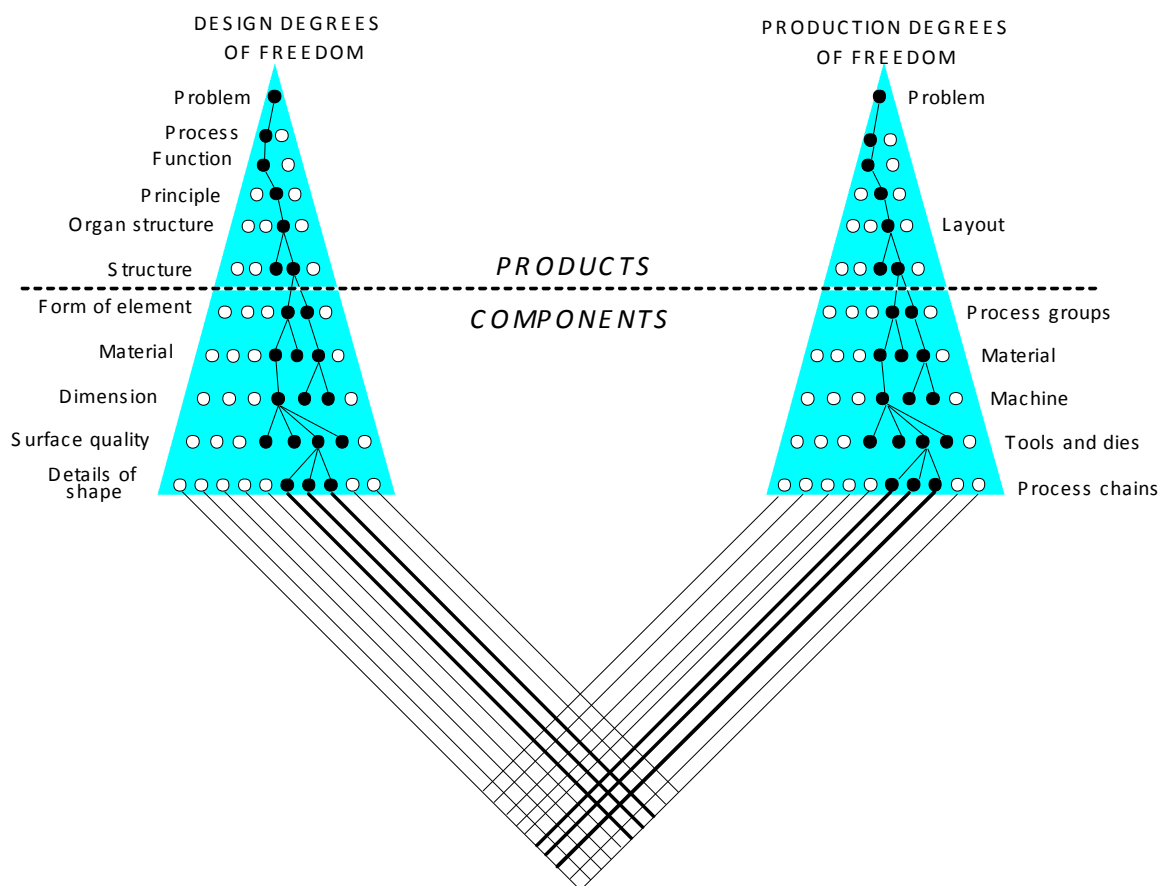 DESIGN DEGREES
OF FREEDOM
PRODUCTION DEGREES
OF FREEDOM
Problem
Process
Function
Principle
Organ structure
Structure
Problem
Layout
PRODUCTS
COMPONENTS
Form of element
Material
Dimension
Surface quality
Details of
shape
Process groups
Material
Machine
Tools and dies
Process chains